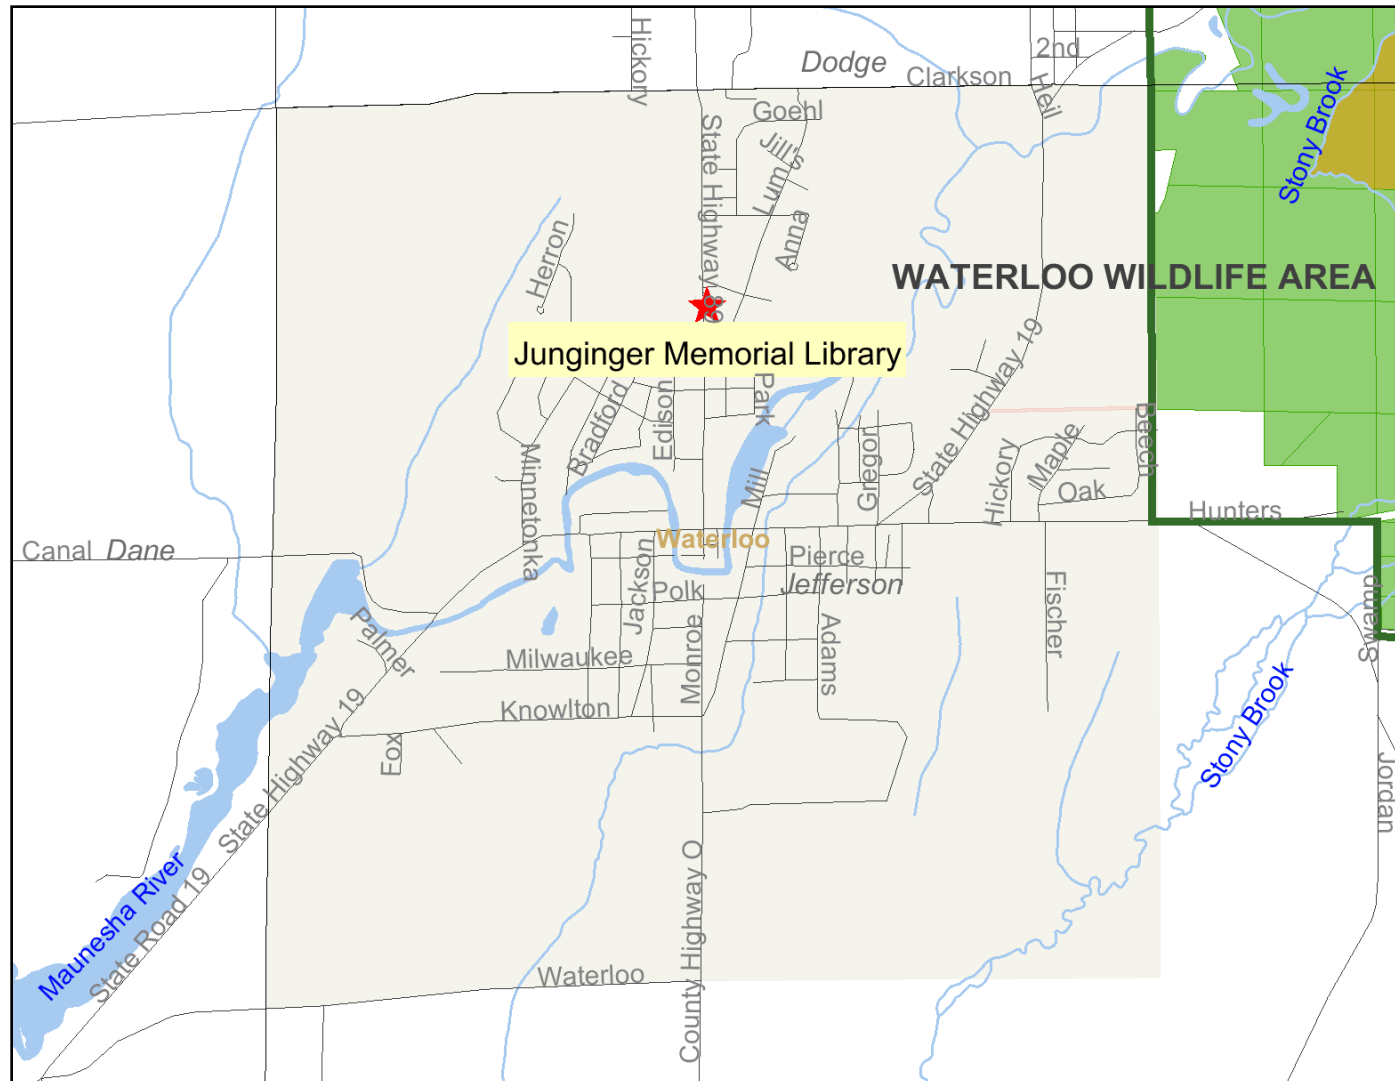 Hickory
2nd
Dodge
Clarkson
Heil
Goehl
State Highway 89
Jill's
Lum
Stony Brook
Anna
Herron
WATERLOO WILDLIFE AREA
Junginger Memorial Library
State Highway 19
Park
Edison
Bradford
Beech
Maple
Gregor
Hickory
Minnetonka
Mill
Oak
Hunters
Waterloo
Canal
Dane
Pierce
Jefferson
Jackson
Polk
Fischer
Swamp
Palmer
Adams
Monroe
Milwaukee
Knowlton
Stony Brook
Fox
State Highway 19
Jordan
Maunesha River
State Road 19
County Highway O
Waterloo